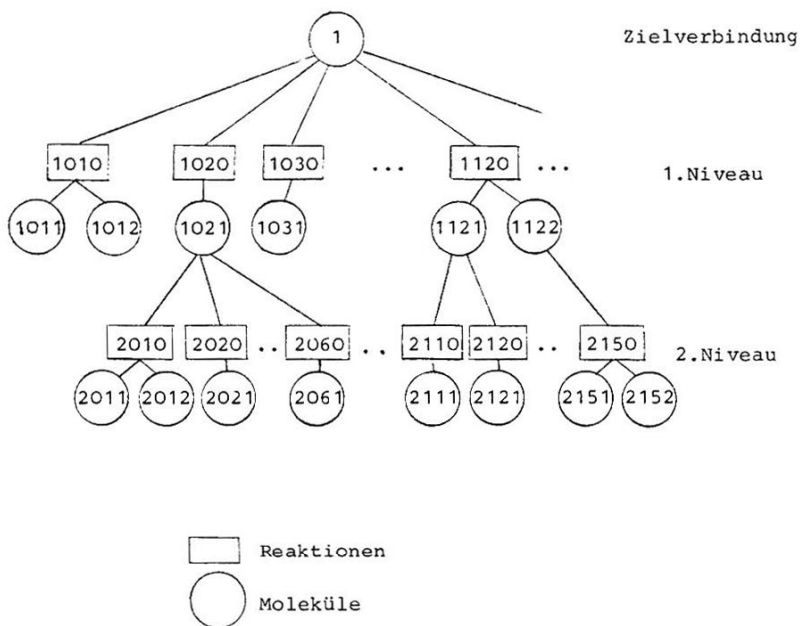 1 Zielverbindung
1010 1020 1030 ... 1120 ... 1.Niveau
1011 1012 1021 1031 1121 1122
2010 2020 .. 2060 .. 2110 2120 .. 2150 2.Niveau
2011 2012 2021 2061 2111 2121 2151 2152
Reaktionen
Moleküle